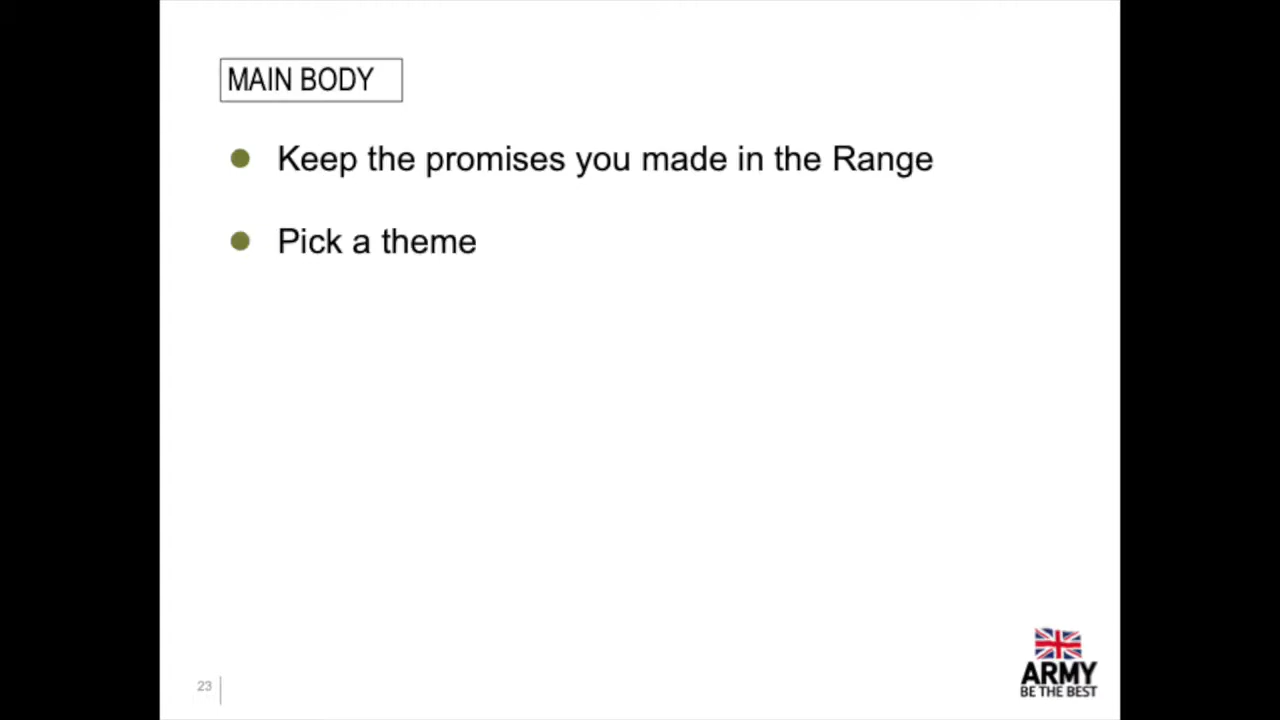 MAIN BODY
Keep the promises you made in the Range
Pick a theme
23
ARMY
BE THE BEST